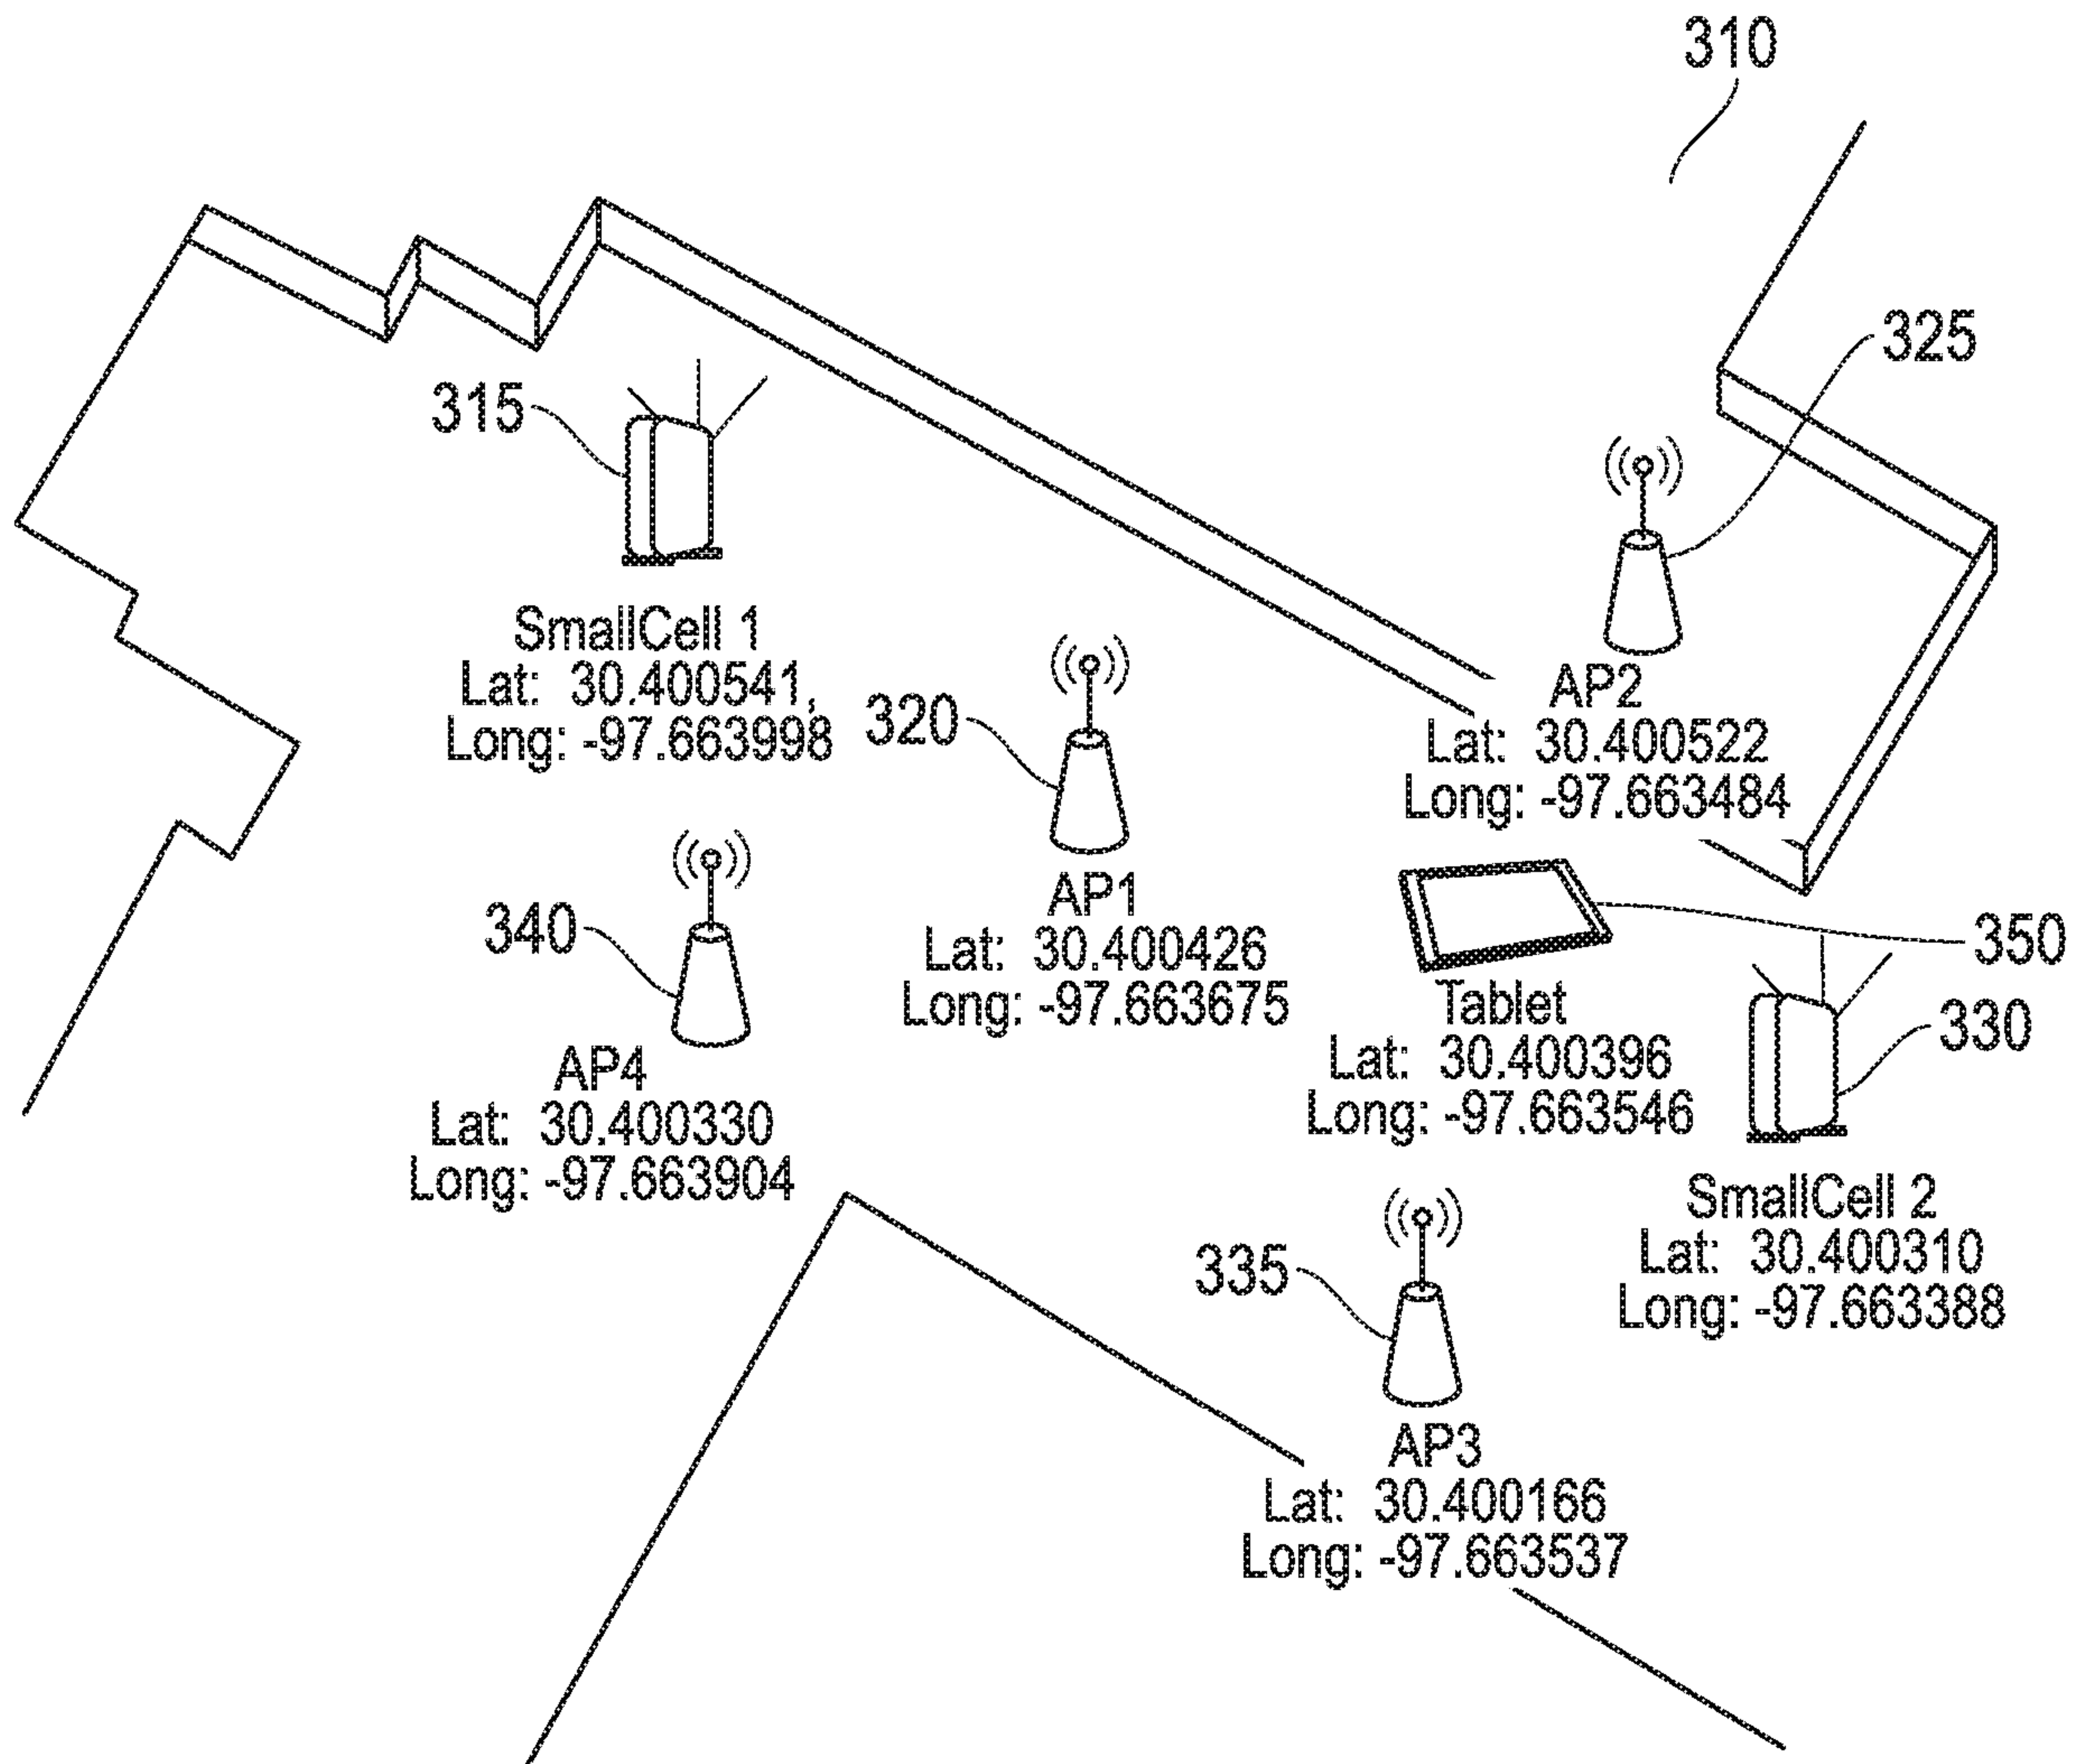 310
325
315
SmallCell 1
Lat: 30.400541,
Long: -97.663998
320
AP2
Lat: 30.400522
Long: -97.663484
340
AP1
Lat: 30.400426
Long: -97.663675
350
Tablet
Lat: 30.400396
Long: -97.663546
330
AP4
Lat: 30.400330
Long: -97.663904
SmallCell 2
Lat: 30.400310
Long: -97.663388
335
AP3
Lat: 30.400166
Long: -97.663537